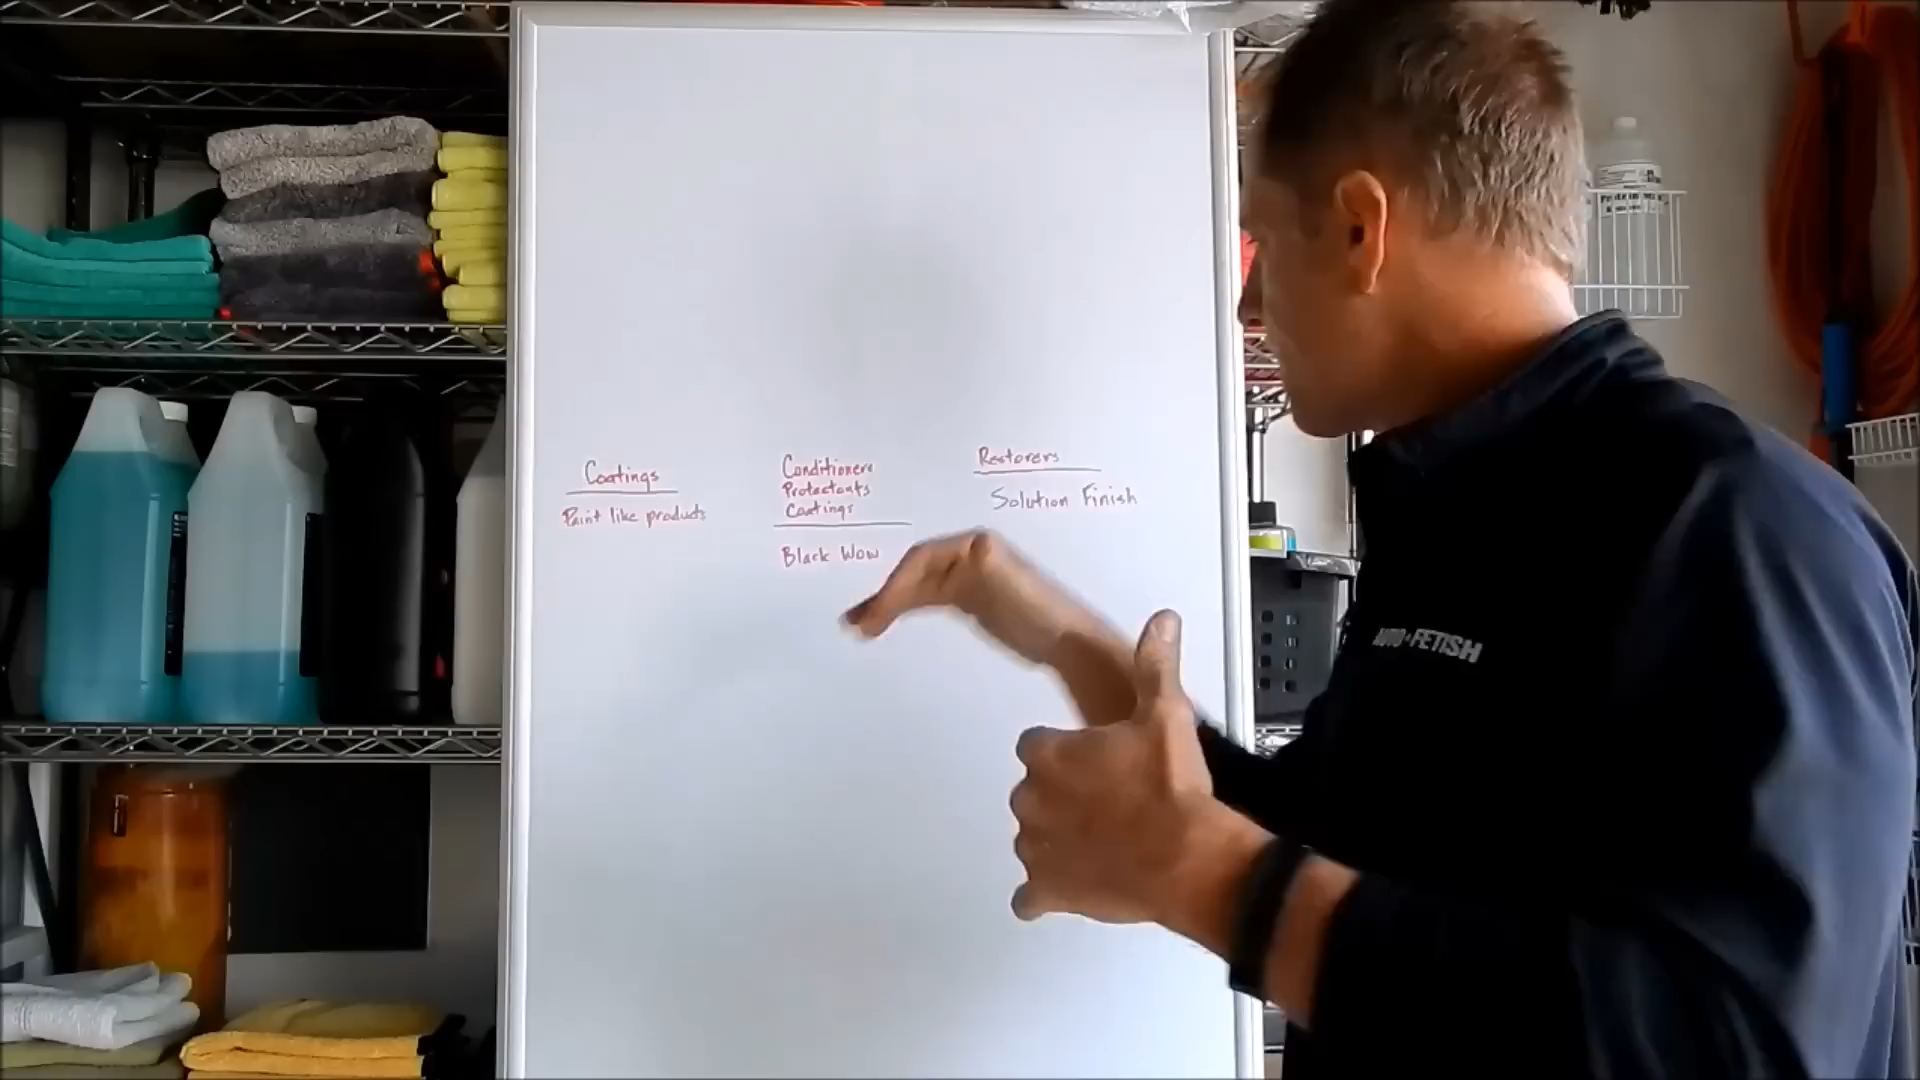 Coatings
Paint like products
Conditioners
Protectants
Coatings
Black Wow
Restorers
Solution Finish
AUTO FETISH